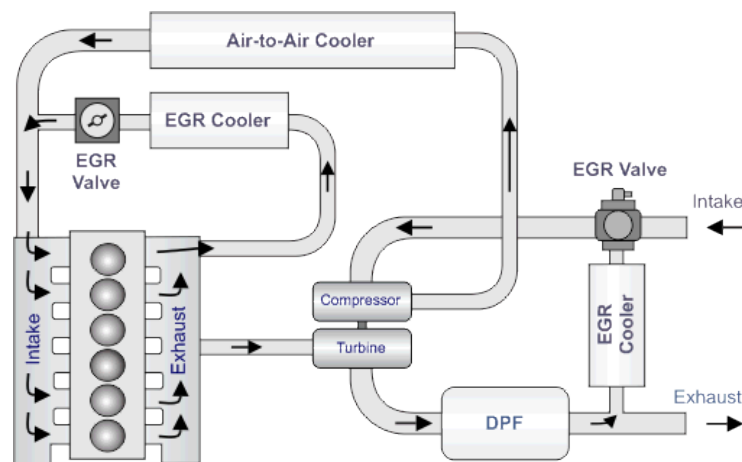 Air-to-Air Cooler
EGR Cooler
EGR
Valve
EGR Valve
Intake
Compressor
Turbine
Intake
Exhaust
EGR
Cooler
DPF
Exhaust